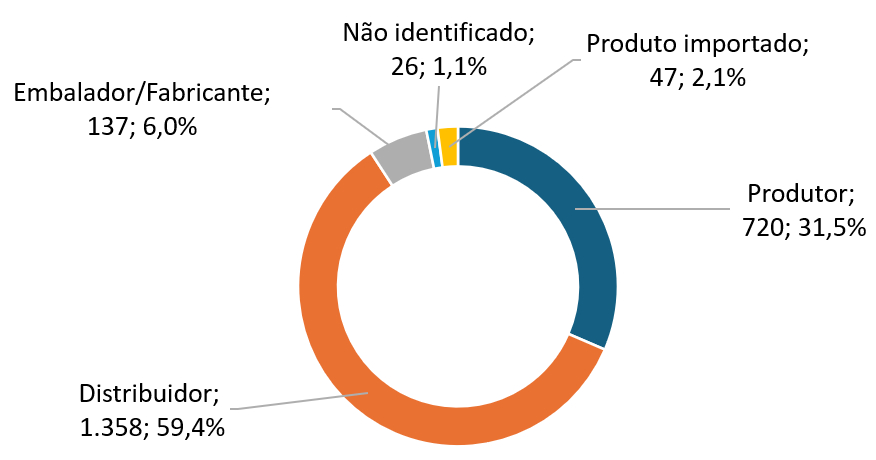 Não identificado;
26; 1,1%
Produto importado;
47; 2,1%
Embalador/Fabricante;
137; 6,0%
Produtor;
720; 31,5%
Distribuidor;
1.358; 59,4%